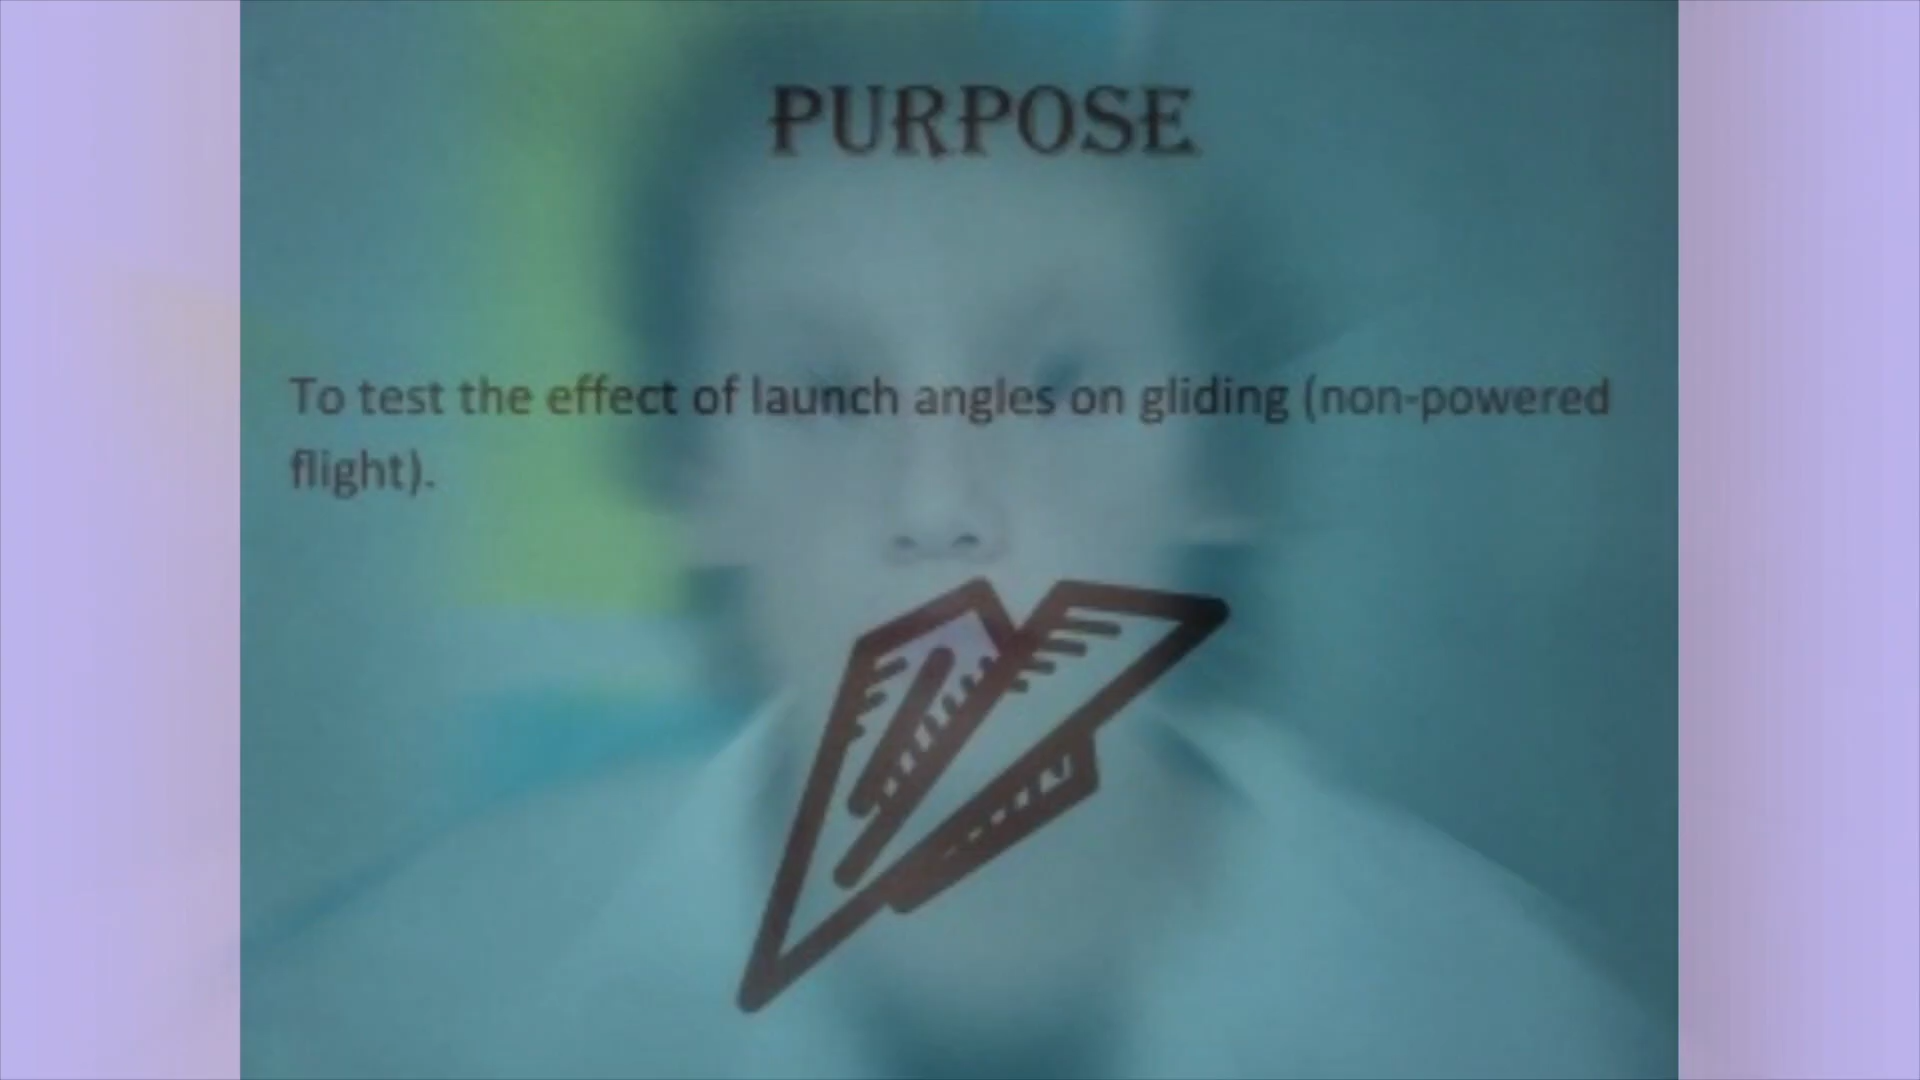 PURPOSE
To test the effect of launch angles on gliding (non-powered
flight).